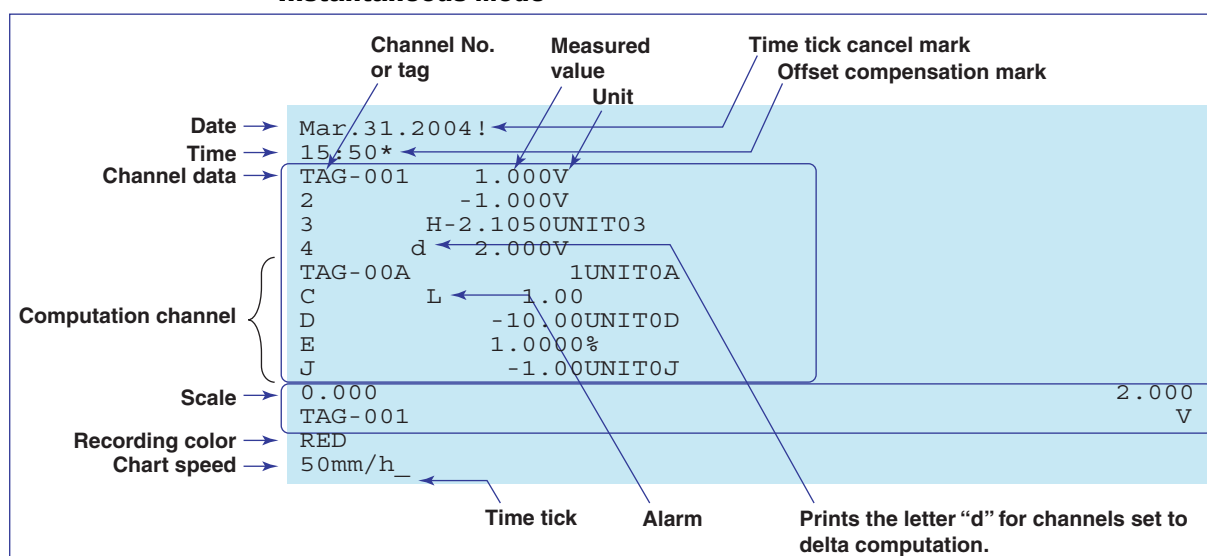 Instantaneous Mode
Channel No. or tag
Measured value
Unit
Time tick cancel mark
Offset compensation mark
Date
Mar.31.2004!
Time
15:50*
Channel data
TAG-001 1.000V
2 -1.000V
3 H-2.1050UNIT03
4 d 2.000V
Computation channel
TAG-00A 1UNIT0A
C L 1.00
D -10.00UNIT0D
E 1.0000%
J -1.00UNIT0J
Scale
0.000 2.000
TAG-001 V
Recording color
RED
Chart speed
50mm/h_
Time tick
Alarm
Prints the letter “d” for channels set to
delta computation.